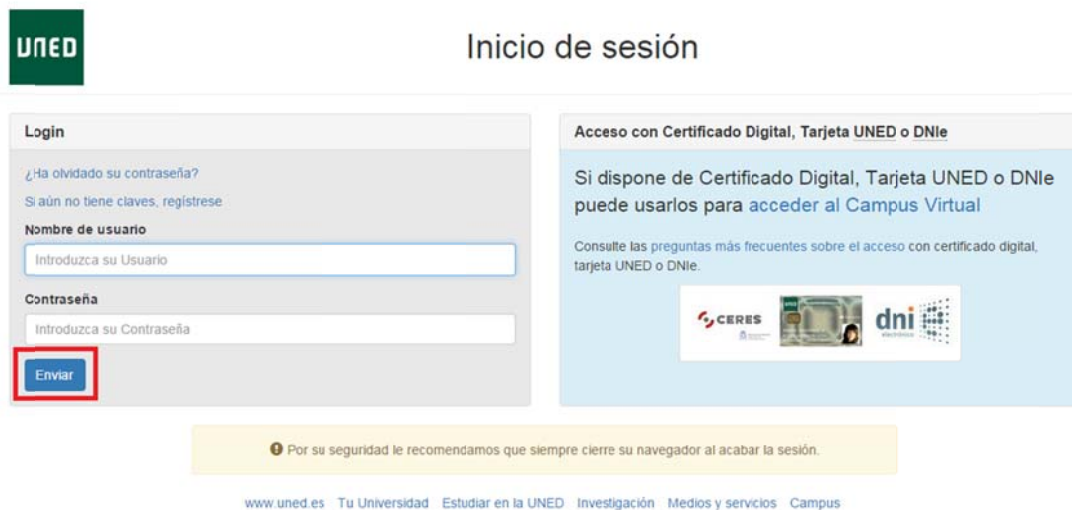 UNED
Inicio de sesión
Login
¿Ha olvidado su contraseña?
Si aún no tiene claves, regístrese
Nombre de usuario
Introduzca su Usuario
Contraseña
Introduzca su Contraseña
Enviar
Acceso con Certificado Digital, Tarjeta UNED o DNIe
Si dispone de Certificado Digital, Tarjeta UNED o DNIe
puede usarlos para acceder al Campus Virtual
Consulte las preguntas más frecuentes sobre el acceso con certificado digital,
tarjeta UNED o DNIe.
CERES
dni
electrónico
Por su seguridad le recomendamos que siempre cierre su navegador al acabar la sesión.
www.uned.es Tu Universidad Estudiar en la UNED Investigación Medios y servicios Campus